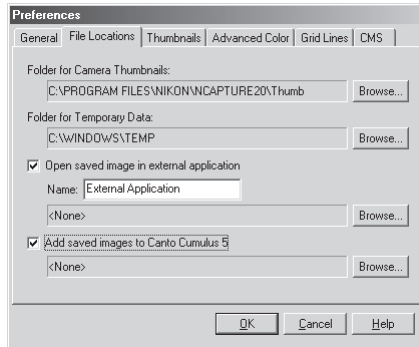 Preferences
General File Locations Thumbnails Advanced Color Grid Lines CMS
Folder for Camera Thumbnails:
C:\PROGRAM FILES\NIKON\NCAPTURE20\Thumb Browse...
Folder for Temporary Data:
C:\WINDOWS\TEMP Browse...
Open saved image in external application
Name: External Application
<None> Browse...
Add saved images to Canto Cumulus 5
<None> Browse...
OK Cancel Help